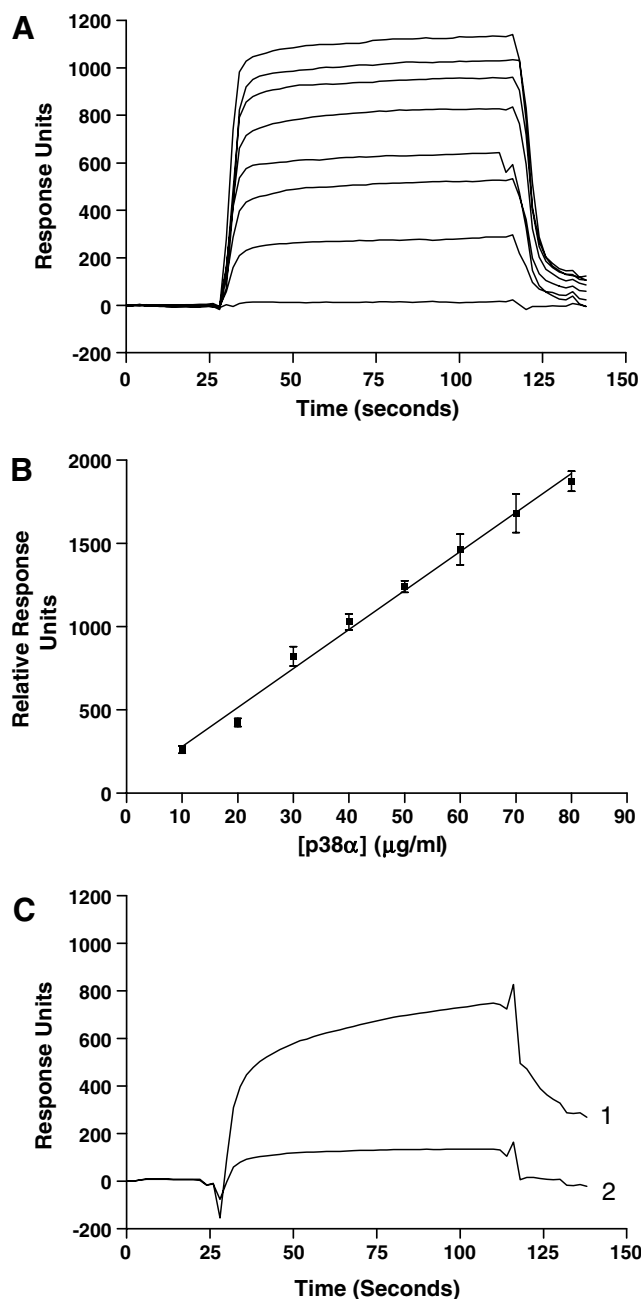 A
1200
1000
800
600
400
200
0
-200
Response Units
0 25 50 75 100 125 150
Time (seconds)
B
2000
1500
1000
500
0
Relative Response
Units
0 10 20 30 40 50 60 70 80 90
[p38α] (μg/ml)
C
1200
1000
800
600
400
200
0
-200
Response Units
1
2
0 25 50 75 100 125 150
Time (Seconds)